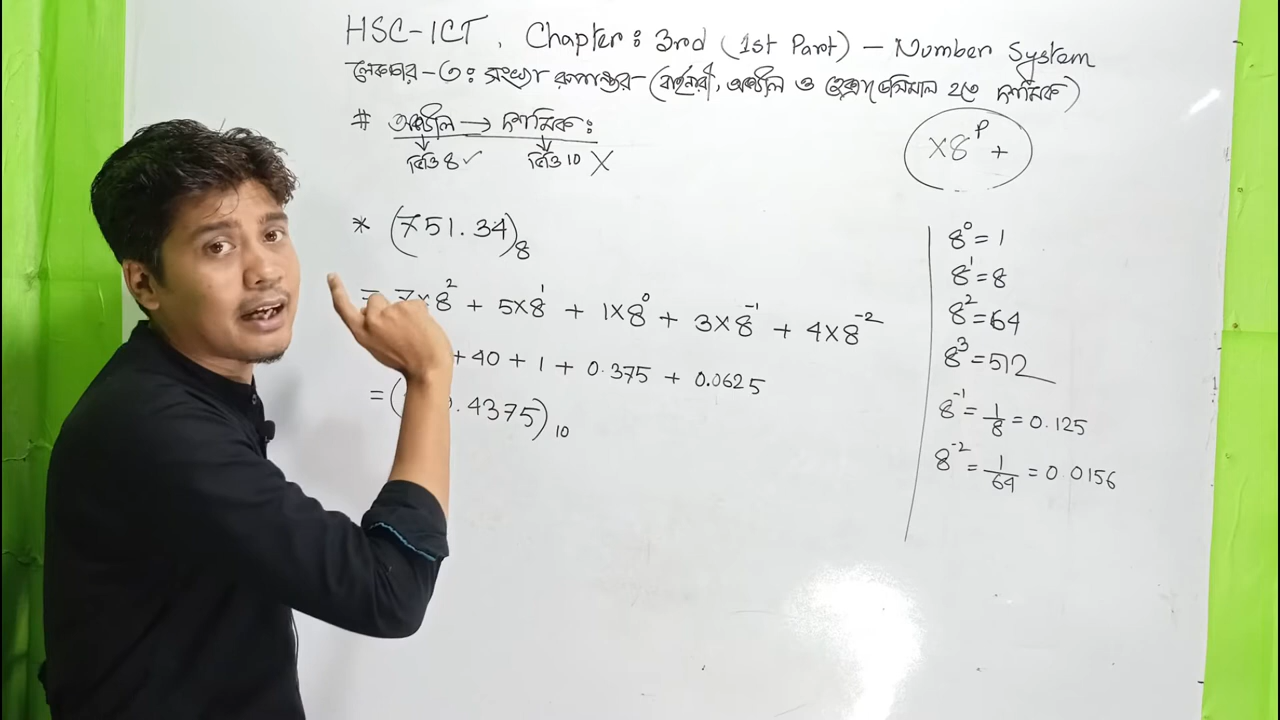 HSC-ICT, Chapter: 3rd (1st Part) – Number System
লেকচার-৩ঃ সংখ্যা রূপান্তর-(বাইনারী, অক্টাল ও হেক্সাডেসিমাল হতে দশমিক)
# অক্টাল → দশমিক:
ভিত্তি 8 ✓ ভিত্তি 10 X
×8^P +
* (751.34)₈
= 7×8² + 5×8¹ + 1×8⁰ + 3×8⁻¹ + 4×8⁻²
+ 40 + 1 + 0.375 + 0.0625
= ( .4375)₁₀
8⁰ = 1
8¹ = 8
8² = 64
8³ = 512
8⁻¹ = 1/8 = 0.125
8⁻² = 1/64 = 0.0156